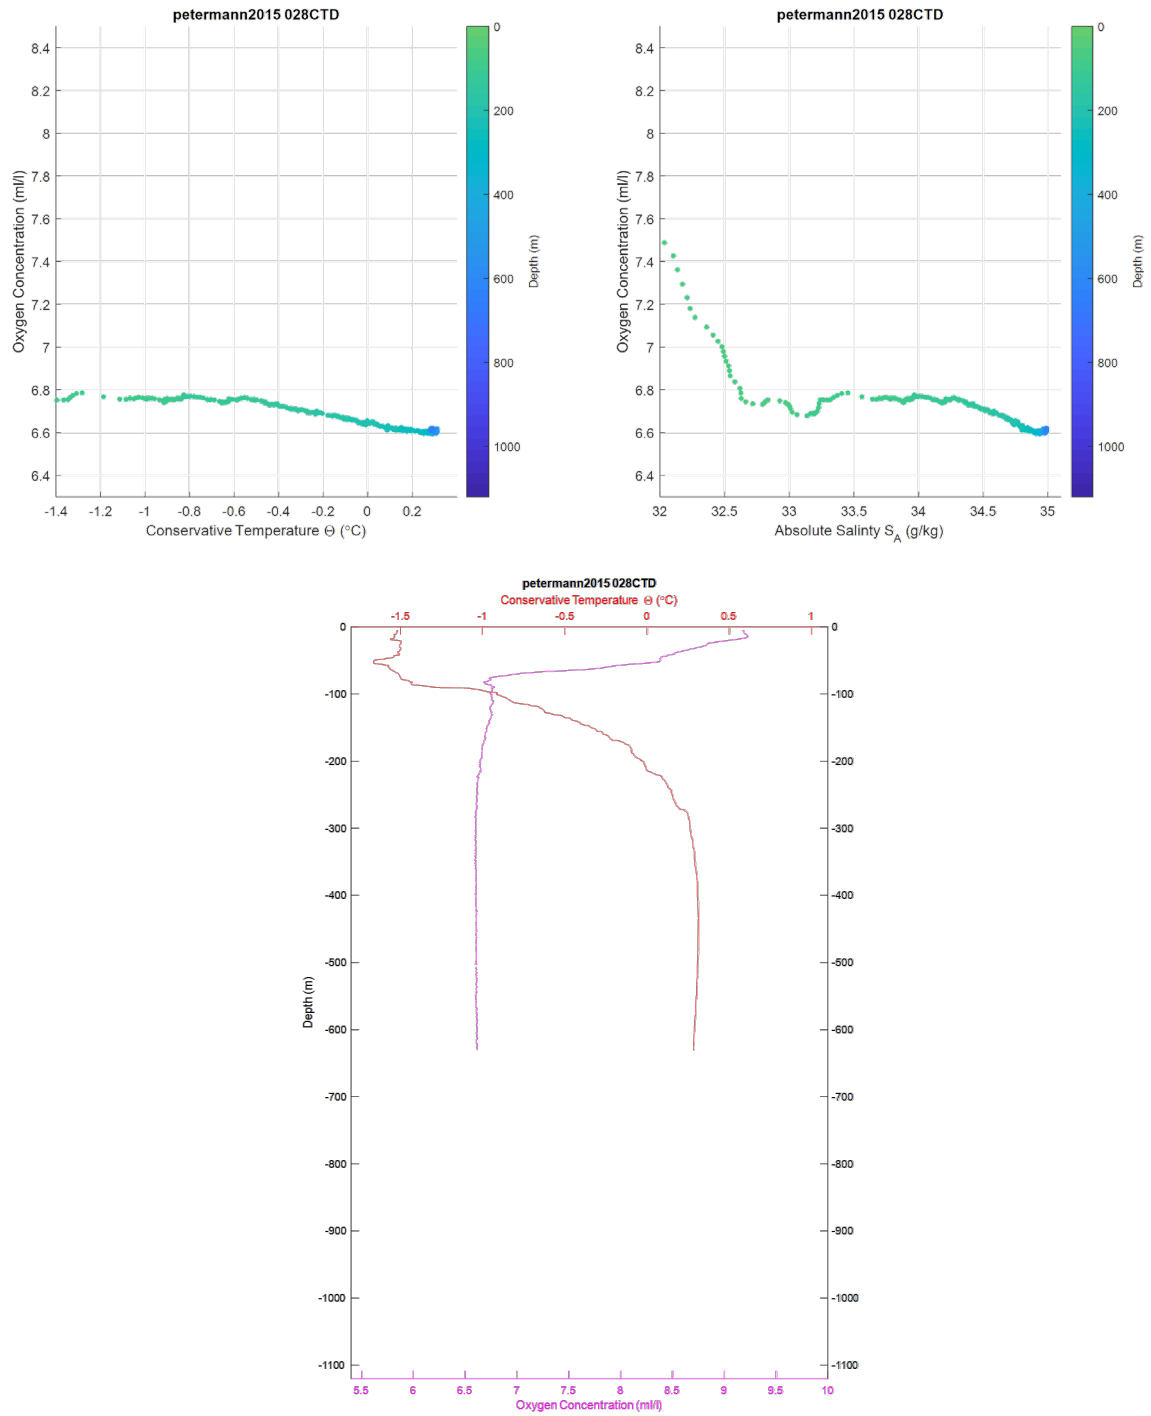 petermann2015 028CTD
8.4
8.2
8
7.8
7.6
7.4
7.2
7
6.8
6.6
6.4
Oxygen Concentration (ml/l)
-1.4 -1.2 -1 -0.8 -0.6 -0.4 -0.2 0 0.2
Conservative Temperature Θ (°C)
0
200
400
600
800
1000
Depth (m)
petermann2015 028CTD
8.4
8.2
8
7.8
7.6
7.4
7.2
7
6.8
6.6
6.4
Oxygen Concentration (ml/l)
32 32.5 33 33.5 34 34.5 35
Absolute Salinty S_A (g/kg)
0
200
400
600
800
1000
Depth (m)
petermann2015 028CTD
Conservative Temperature Θ (°C)
-1.5 -1 -0.5 0 0.5 1
0 0
-100 -100
-200 -200
-300 -300
-400 -400
-500 -500
-600 -600
-700 -700
-800 -800
-900 -900
-1000 -1000
-1100 -1100
Depth (m)
5.5 6 6.5 7 7.5 8 8.5 9 9.5 10
Oxygen Concentration (ml/l)